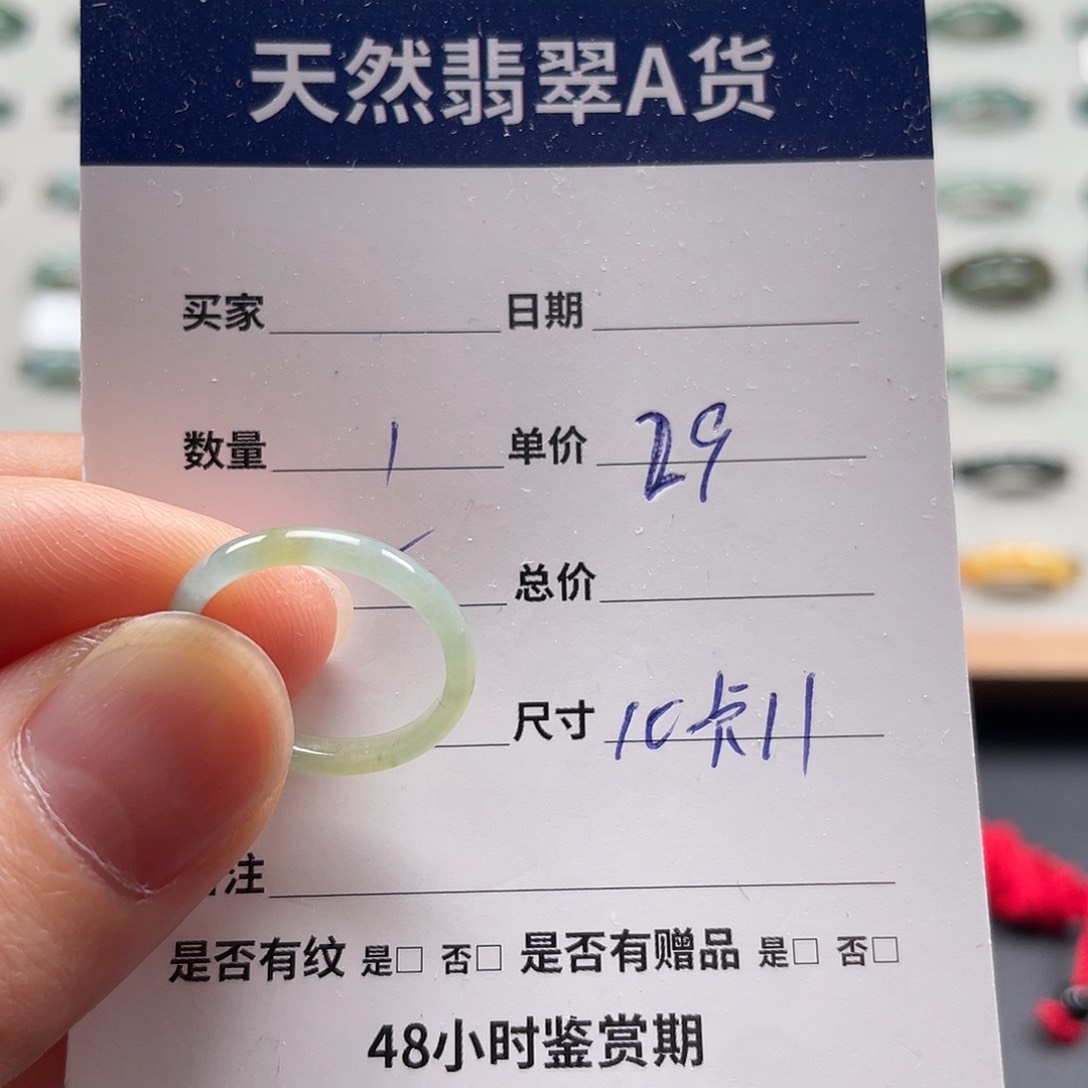 天然翡翠A货
买家 日期
数量 1 单价 29
总价
尺寸 10卡11
注
是否有纹 是□ 否□ 是否有赠品 是□ 否□
48小时鉴赏期